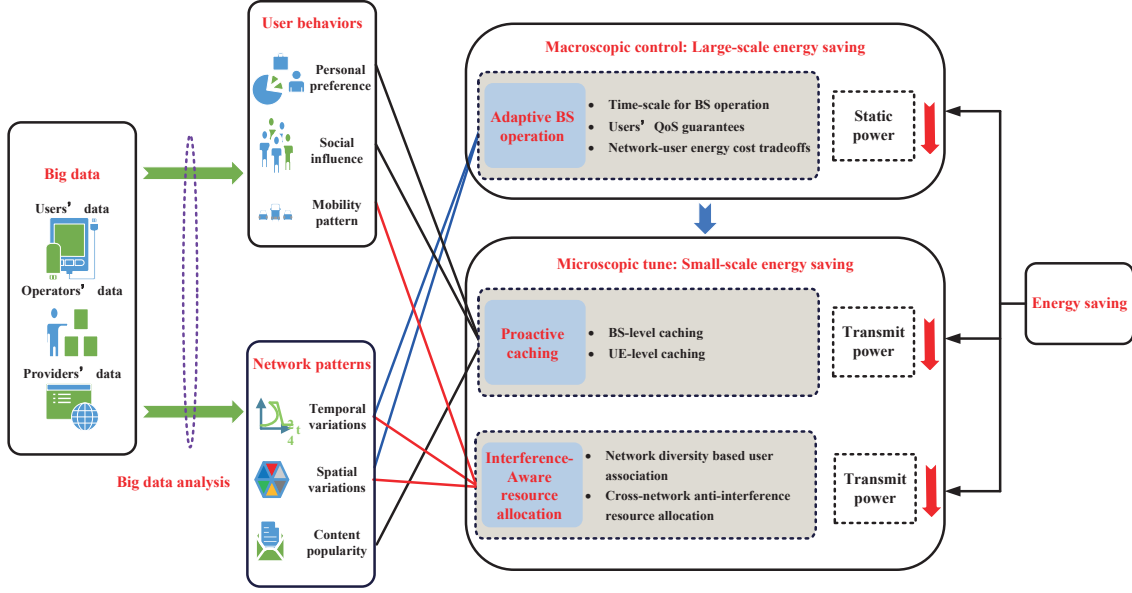 Big data
Users' data
Operators' data
Providers' data
Big data analysis
User behaviors
Personal
preference
Social
influence
Mobility
pattern
Network patterns
2
4
t
Temporal
variations
Spatial
variations
Content
popularity
Macroscopic control: Large-scale energy saving
Adaptive BS
operation
• Time-scale for BS operation
• Users' QoS guarantees
• Network-user energy cost tradeoffs
Static
power
Microscopic tune: Small-scale energy saving
Proactive
caching
• BS-level caching
• UE-level caching
Transmit
power
Interference-
Aware
resource
allocation
• Network diversity based user
association
• Cross-network anti-interference
resource allocation
Transmit
power
Energy saving